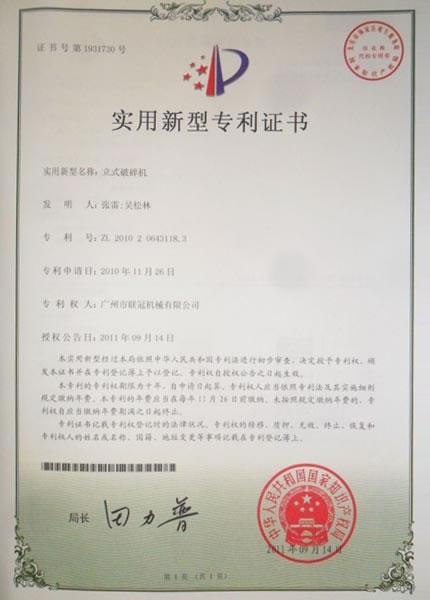 证书号第1931730号
实用新型专利证书
实用新型名称:立式破碎机
发明人:张雷;吴松林
专利号:ZL 2010 2 0643118.3
专利申请日:2010年11月26日
专利权人:广州市联冠机械有限公司
授权公告日:2011年09月14日
本实用新型经过本局依照中华人民共和国专利法进行初步审查,决定授予专利权,颁
发本证书并在专利登记簿上予以登记。专利权自授权公告之日起生效。
本专利的专利权期限为十年,自申请日起算。专利权人应当依照专利法及其实施细则
规定缴纳年费。本专利的年费应当在每年11月26日前缴纳。未按照规定缴纳年费的,专利
权自应当缴纳年费期满之日起终止。
专利证书记载专利权登记时的法律状况。专利权的转移、质押、无效、终止、恢复和
专利权人的姓名或名称、国籍、地址变更等事项记载在专利登记簿上。
局长
田力普
中华人民共和国国家知识产权局
2011年09月14日
第1页(共1页)